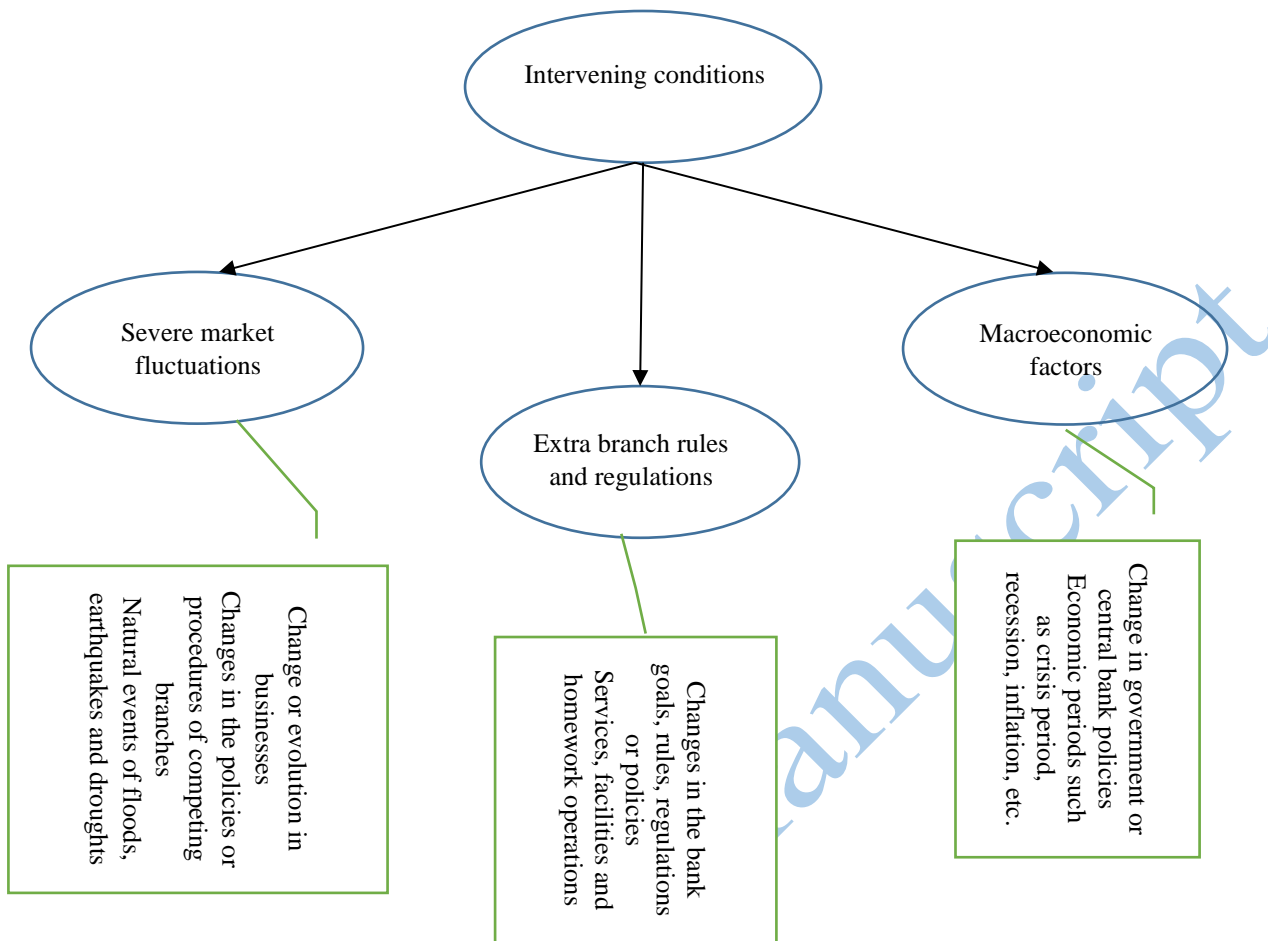 Intervening conditions
Severe market
fluctuations
Macroeconomic
factors
Extra branch rules
and regulations
Change or evolution in
businesses
Changes in the policies or
procedures of competing
branches
Natural events of floods,
earthquakes and droughts
Changes in the bank
goals, rules, regulations
or policies
Services, facilities and
homework operations
Change in government or
central bank policies
Economic periods such
as crisis period,
recession, inflation, etc.